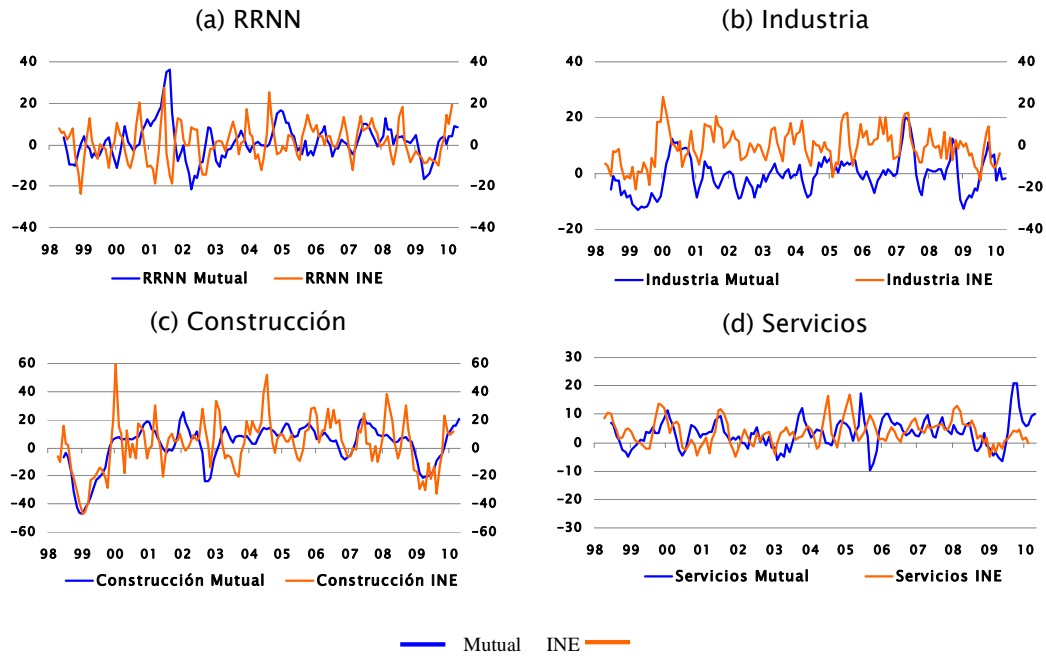 (a) RRNN
40 40
20 20
0 0
-20 -20
-40 -40
98 99 00 01 02 03 04 05 06 07 08 09 10
RRNN Mutual RRNN INE
(b) Industria
40 40
20 20
0 0
-20 -20
-40
98 99 00 01 02 03 04 05 06 07 08 09 10
Industria Mutual Industria INE
(c) Construcción
60 60
40 40
20 20
0 0
-20 -20
-40 -40
-60 -60
98 99 00 01 02 03 04 05 06 07 08 09 10
Construcción Mutual Construcción INE
(d) Servicios
30
20
10
0
-10
-20
-30
98 99 00 01 02 03 04 05 06 07 08 09 10
Servicios Mutual Servicios INE
Mutual INE